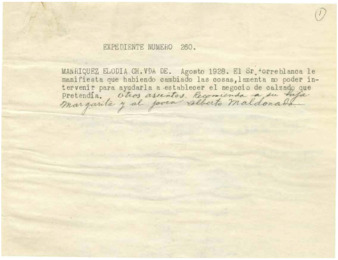 1
EXPEDIENTE NUMERO 260.
MANRIQUEZ ELODIA CH. VDA DE. Agosto 1928. El Sr. Torreblanca le
manifiesta que habiendo cambiado las cosas, lamenta no poder in-
tervenir para ayudarla a establecer el negocio de calzado que
Pretendía. Otros asuntos. Recomienda a su hija
Margarita y al joven Alberto Maldonado